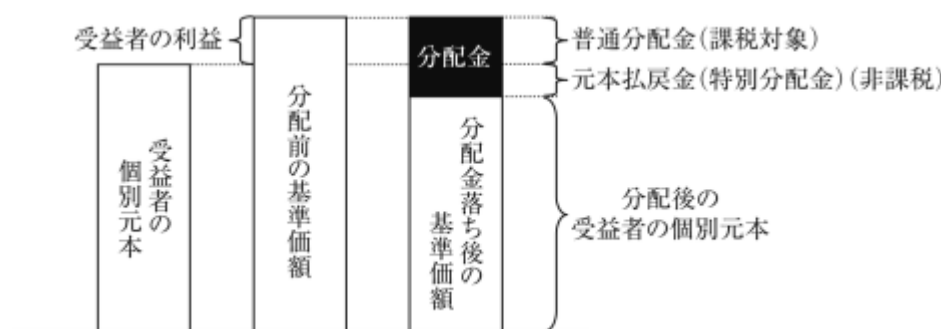 受益者の利益
受益者の
個別元本
分配前の基準価額
分配金
分配金落ち後の
基準価額
普通分配金(課税対象)
元本払戻金(特別分配金)(非課税)
分配後の
受益者の個別元本